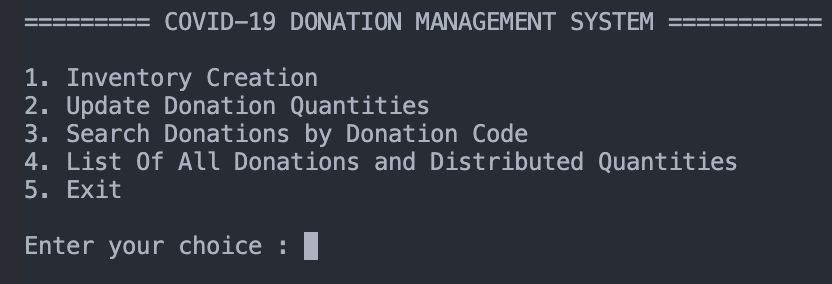 ========= COVID-19 DONATION MANAGEMENT SYSTEM ===========
1. Inventory Creation
2. Update Donation Quantities
3. Search Donations by Donation Code
4. List Of All Donations and Distributed Quantities
5. Exit
Enter your choice :